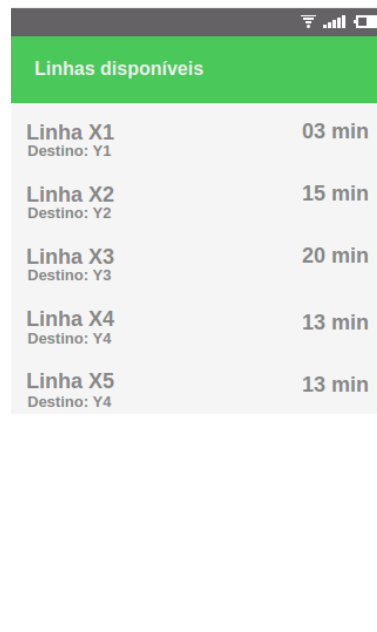 Linhas disponíveis
Linha X1 03 min
Destino: Y1
Linha X2 15 min
Destino: Y2
Linha X3 20 min
Destino: Y3
Linha X4 13 min
Destino: Y4
Linha X5 13 min
Destino: Y4